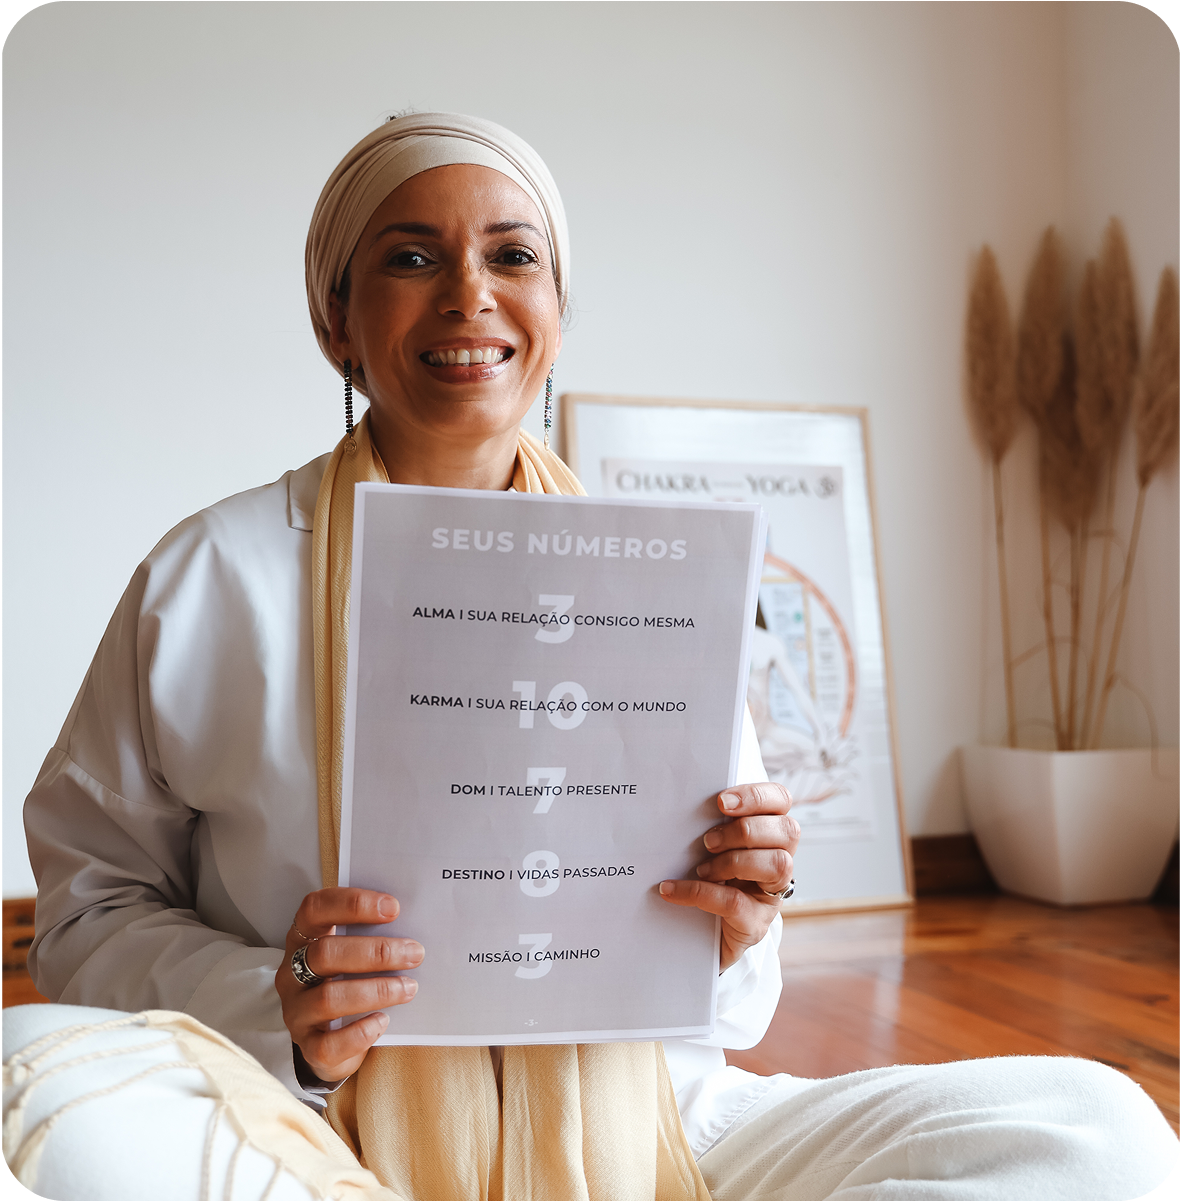 CHAKRA YOGA ॐ
SEUS NÚMEROS
3
ALMA I SUA RELAÇÃO CONSIGO MESMA
10
KARMA I SUA RELAÇÃO COM O MUNDO
7
DOM I TALENTO PRESENTE
8
DESTINO I VIDAS PASSADAS
3
MISSÃO I CAMINHO
-3-